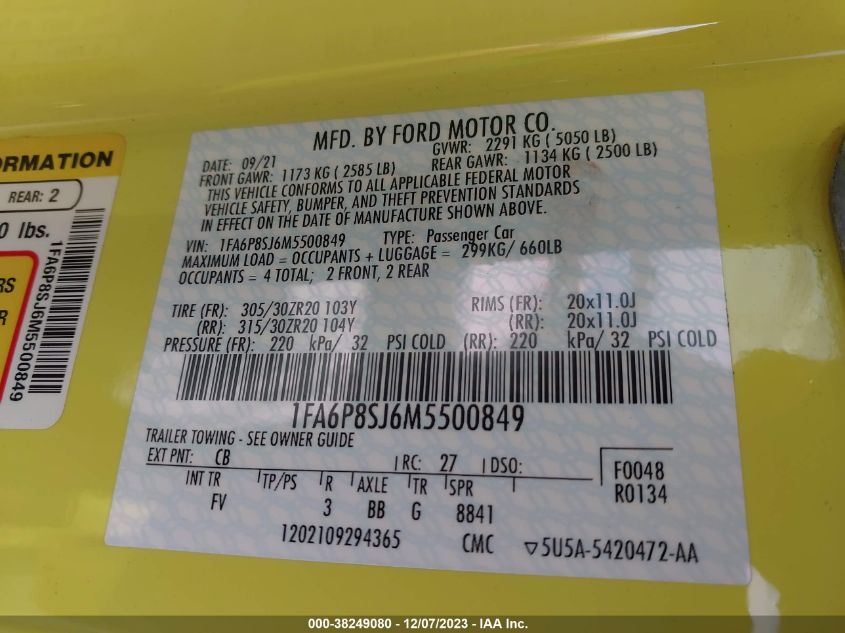 ORMATION
REAR: 2
0 lbs.
RS
R
1FA6P8SJ6M5500849
MFD. BY FORD MOTOR CO.
DATE: 09/21 GVWR: 2291 KG ( 5050 LB)
FRONT GAWR: 1173 KG ( 2585 LB) REAR GAWR: 1134 KG ( 2500 LB)
THIS VEHICLE CONFORMS TO ALL APPLICABLE FEDERAL MOTOR
VEHICLE SAFETY, BUMPER, AND THEFT PREVENTION STANDARDS
IN EFFECT ON THE DATE OF MANUFACTURE SHOWN ABOVE.
VIN: 1FA6P8SJ6M5500849 TYPE: Passenger Car
MAXIMUM LOAD = OCCUPANTS + LUGGAGE = 299KG/ 660LB
OCCUPANTS = 4 TOTAL; 2 FRONT, 2 REAR
TIRE (FR): 305/30ZR20 103Y RIMS (FR): 20x11.0J
(RR): 315/30ZR20 104Y (RR): 20x11.0J
PRESSURE (FR): 220 kPa/ 32 PSI COLD (RR): 220 kPa/ 32 PSI COLD
1FA6P8SJ6M5500849
TRAILER TOWING - SEE OWNER GUIDE
EXT PNT: CB RC: 27 DSO: F0048
INT TR TP/PS R AXLE TR SPR R0134
FV 3 BB G 8841
1202109294365 CMC ▽5U5A-5420472-AA
000-38249080 - 12/07/2023 - IAA Inc.